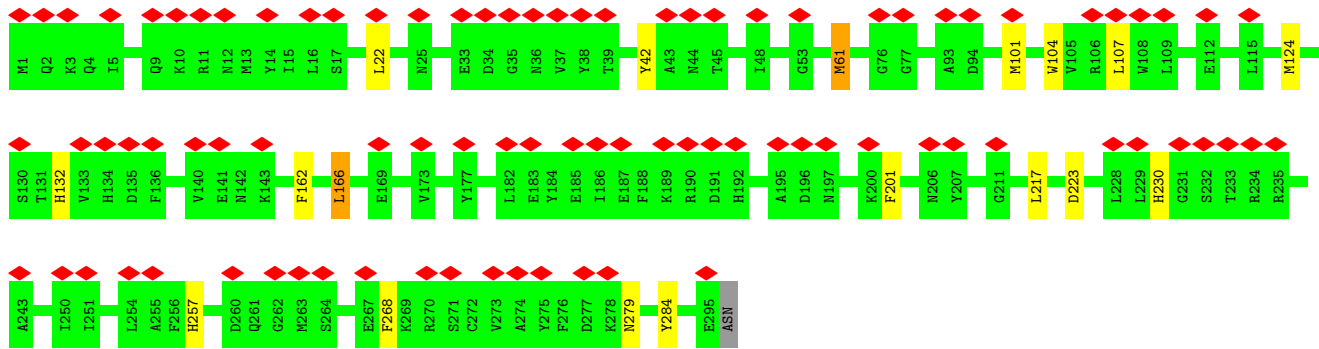 M1 Q2 K3 Q4 I5 Q9 K10 R11 N12 M13 Y14 I15 L16 S17 L22 N25 E33 D34 G35 N36 V37 Y38 T39 Y42 A43 N44 T45 I48 G53 M61 G76 G77 A93 D94 M101 W104 V105 R106 L107 W108 L109 E112 L115 M124
S130 T131 H132 V133 H134 D135 F136 V140 E141 N142 K143 F162 L166 E169 V173 Y177 L182 E183 Y184 E185 I186 E187 F188 K189 R190 D191 H192 A195 D196 N197 K200 F201 N206 Y207 G211 L217 D223 L228 L229 H230 G231 S232 T233 R234 R235
A243 I250 I251 L254 A255 F256 H257 D260 Q261 G262 M263 S264 E267 F268 K269 R270 S271 C272 V273 A274 Y275 F276 D277 K278 N279 Y284 E295 ASN